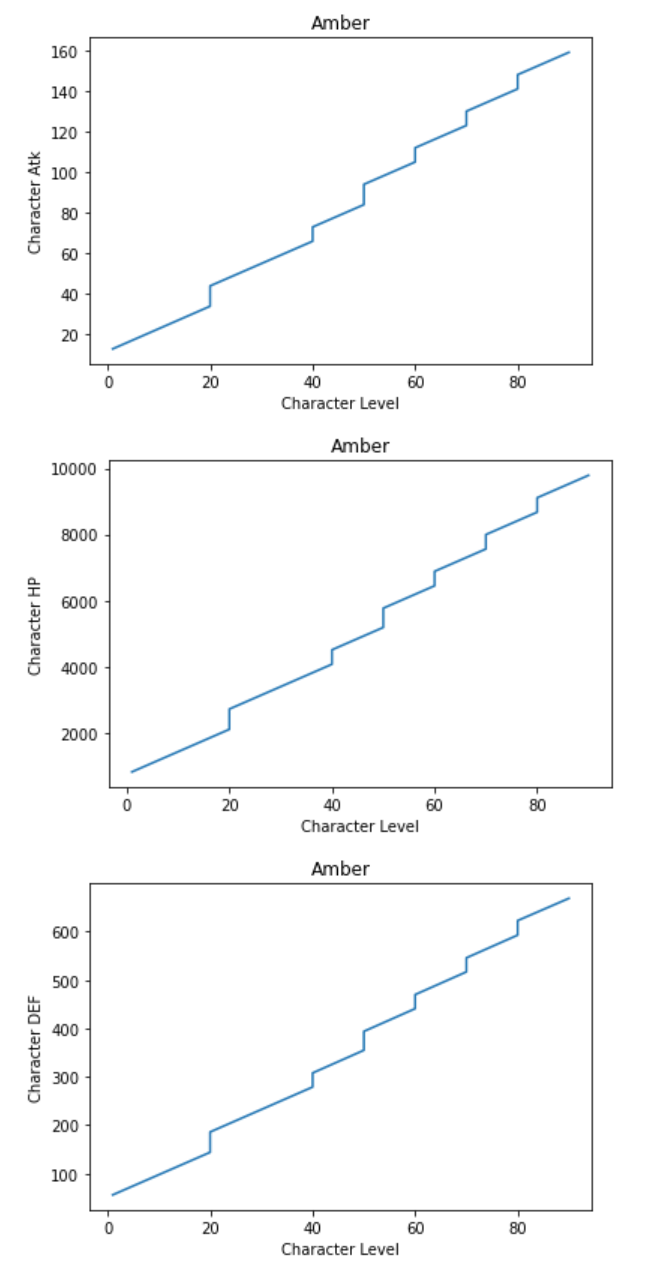 Amber
160
140
120
100
80
60
40
20
Character Atk
0 20 40 60 80
Character Level
Amber
10000
8000
6000
4000
2000
Character HP
0 20 40 60 80
Character Level
Amber
600
500
400
300
200
100
Character DEF
0 20 40 60 80
Character Level